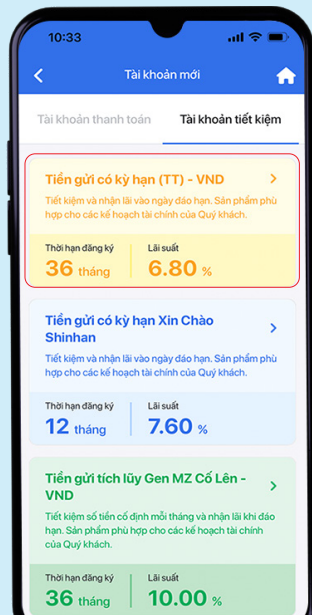 10:33
Tài khoản mới
Tài khoản thanh toán Tài khoản tiết kiệm
Tiền gửi có kỳ hạn (TT) - VND
Tiết kiệm và nhận lãi vào ngày đáo hạn. Sản phẩm phù
hợp cho các kế hoạch tài chính của Quý khách.
Thời hạn đăng ký Lãi suất
36 tháng 6.80 %
Tiền gửi có kỳ hạn Xin Chào
Shinhan
Tiết kiệm và nhận lãi vào ngày đáo hạn. Sản phẩm phù
hợp cho các kế hoạch tài chính của Quý khách.
Thời hạn đăng ký Lãi suất
12 tháng 7.60 %
Tiền gửi tích lũy Gen MZ Cố Lên -
VND
Tiết kiệm số tiền cố định mỗi tháng và nhận lãi khi đáo
hạn. Sản phẩm phù hợp cho các kế hoạch tài chính
của Quý khách.
Thời hạn đăng ký Lãi suất
36 tháng 10.00 %